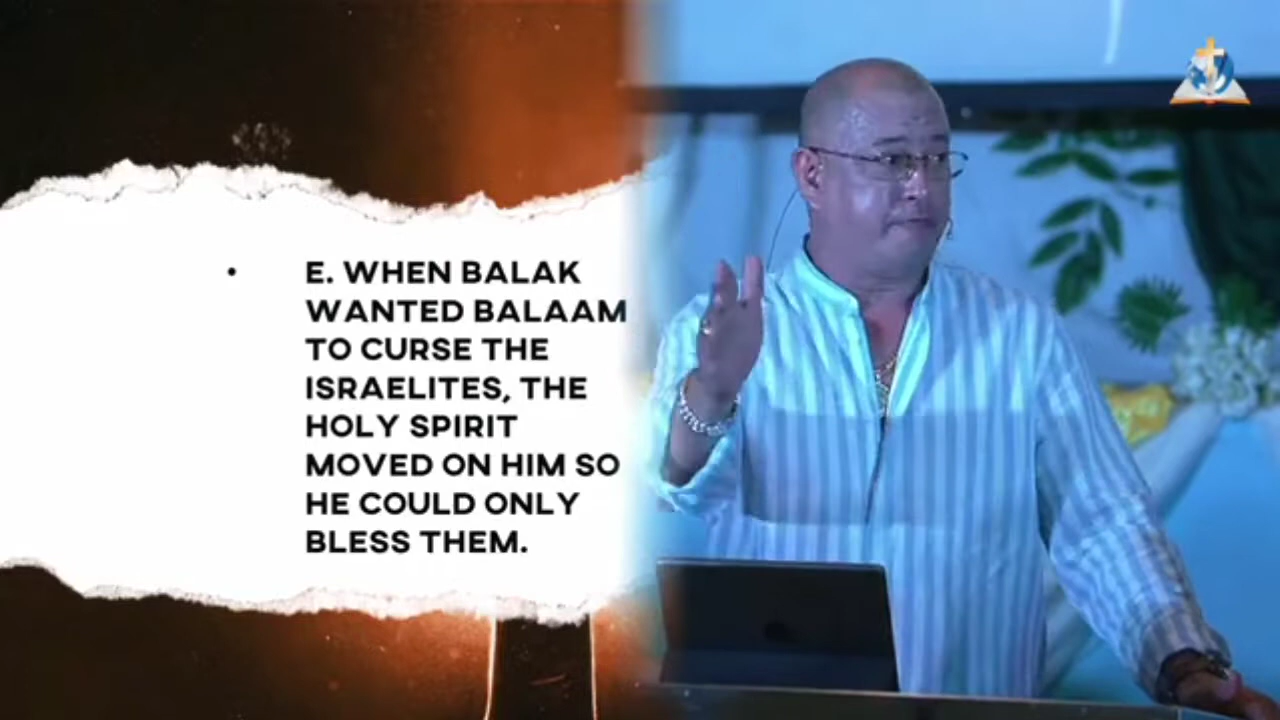 • E. WHEN BALAK
WANTED BALAAM
TO CURSE THE
ISRAELITES, THE
HOLY SPIRIT
MOVED ON HIM SO
HE COULD ONLY
BLESS THEM.